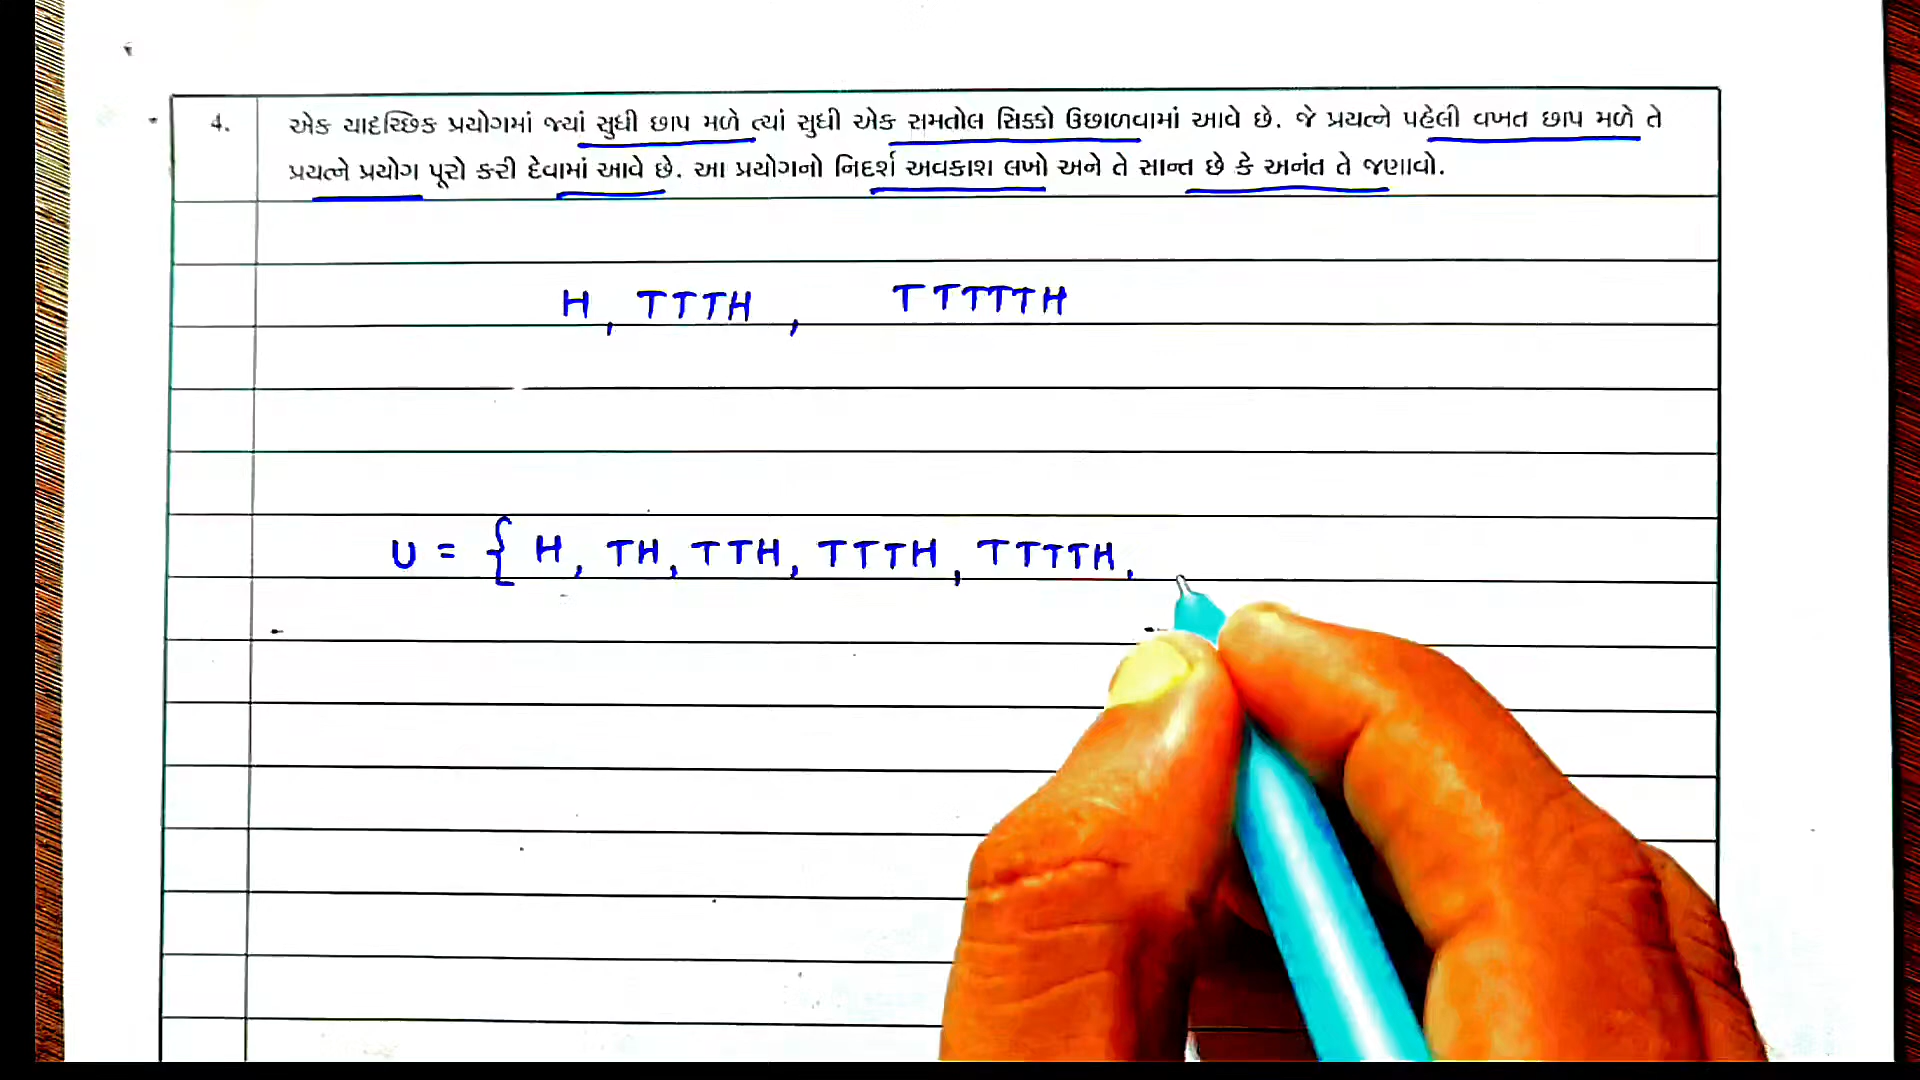 4. એક યાદચ્છિક પ્રયોગમાં જ્યાં સુધી છાપ મળે ત્યાં સુધી એક સમતોલ સિક્કો ઉછાળવામાં આવે છે. જે પ્રયત્ને પહેલી વખત છાપ મળે તે
પ્રયત્ને પ્રયોગ પૂરો કરી દેવામાં આવે છે. આ પ્રયોગનો નિદર્શ અવકાશ લખો અને તે સાન્ત છે કે અનંત તે જણાવો.
H, TTTH, TTTTTH
U = { H, TH, TTH, TTTH, TTTTH,